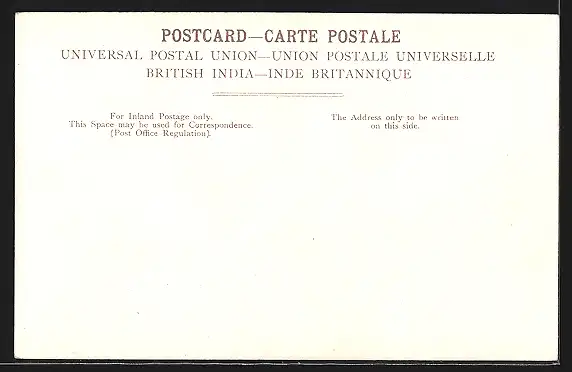 POSTCARD—CARTE POSTALE
UNIVERSAL POSTAL UNION—UNION POSTALE UNIVERSELLE
BRITISH INDIA—INDE BRITANNIQUE
For Inland Postage only.
This Space may be used for Correspondence.
(Post Office Regulation).
The Address only to be written
on this side.